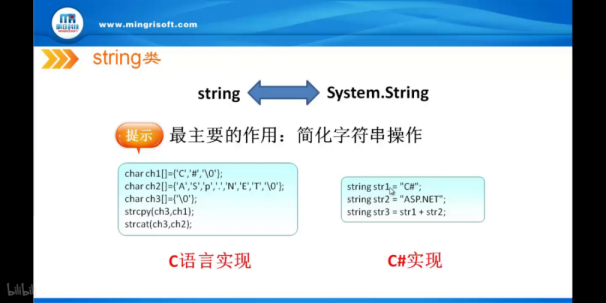 www.mingrisoft.com
string类
string System.String
提示 最主要的作用：简化字符串操作
char ch1[]={'C','#','\0'};
char ch2[]={'A','S','p','.','N','E','T','\0'};
char ch3[]={'\0'};
strcpy(ch3,ch1);
strcat(ch3,ch2);
string str1 = "C#";
string str2 = "ASP.NET";
string str3 = str1 + str2;
C语言实现
C#实现
bilibili